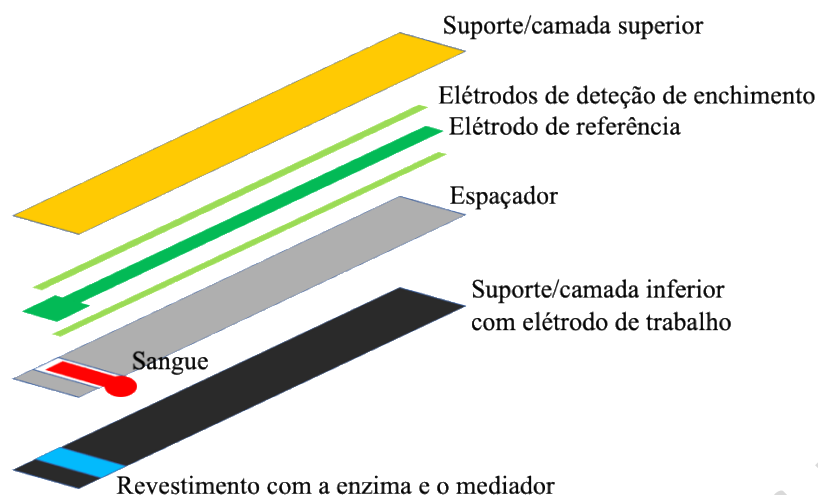 Suporte/camada superior
Elétrodos de deteção de enchimento
Elétrodo de referência
Espaçador
Suporte/camada inferior
com elétrodo de trabalho
Sangue
Revestimento com a enzima e o mediador